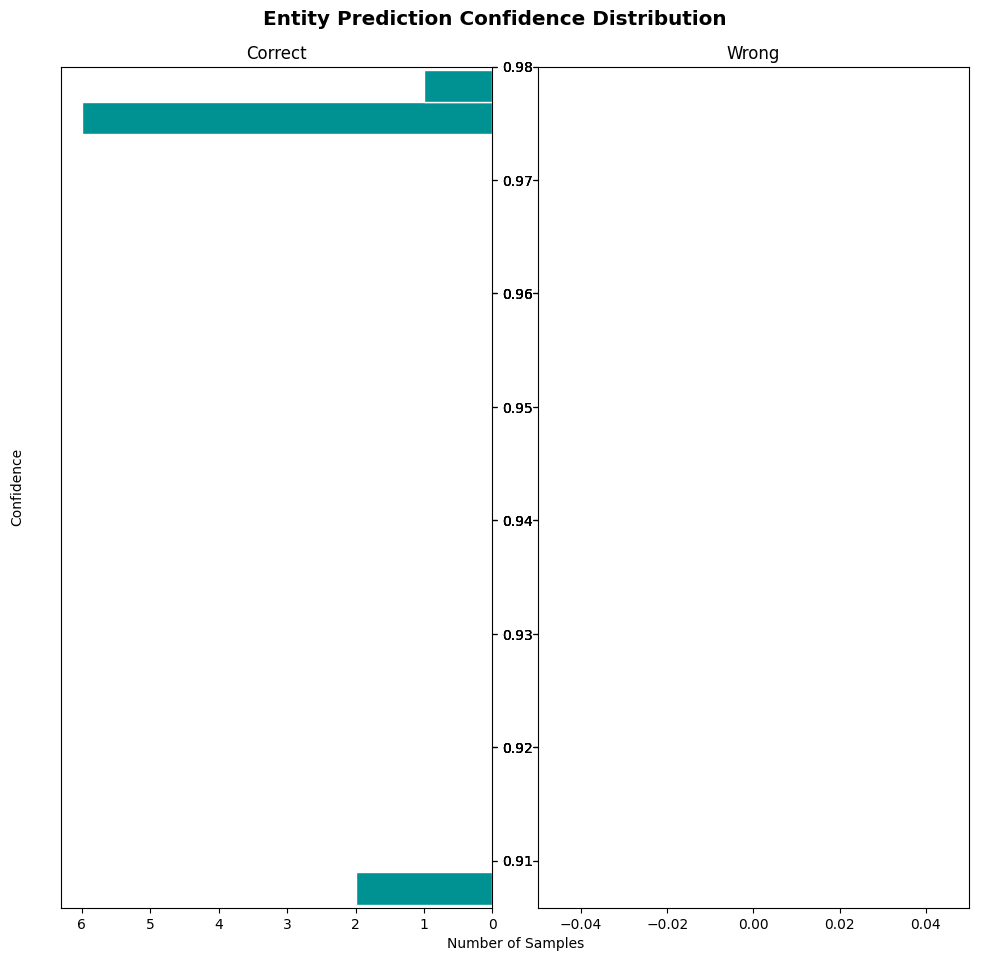 Entity Prediction Confidence Distribution
Correct
Wrong
0.98
0.97
0.96
0.95
0.94
0.93
0.92
0.91
Confidence
6 5 4 3 2 1 0
−0.04 −0.02 0.00 0.02 0.04
Number of Samples